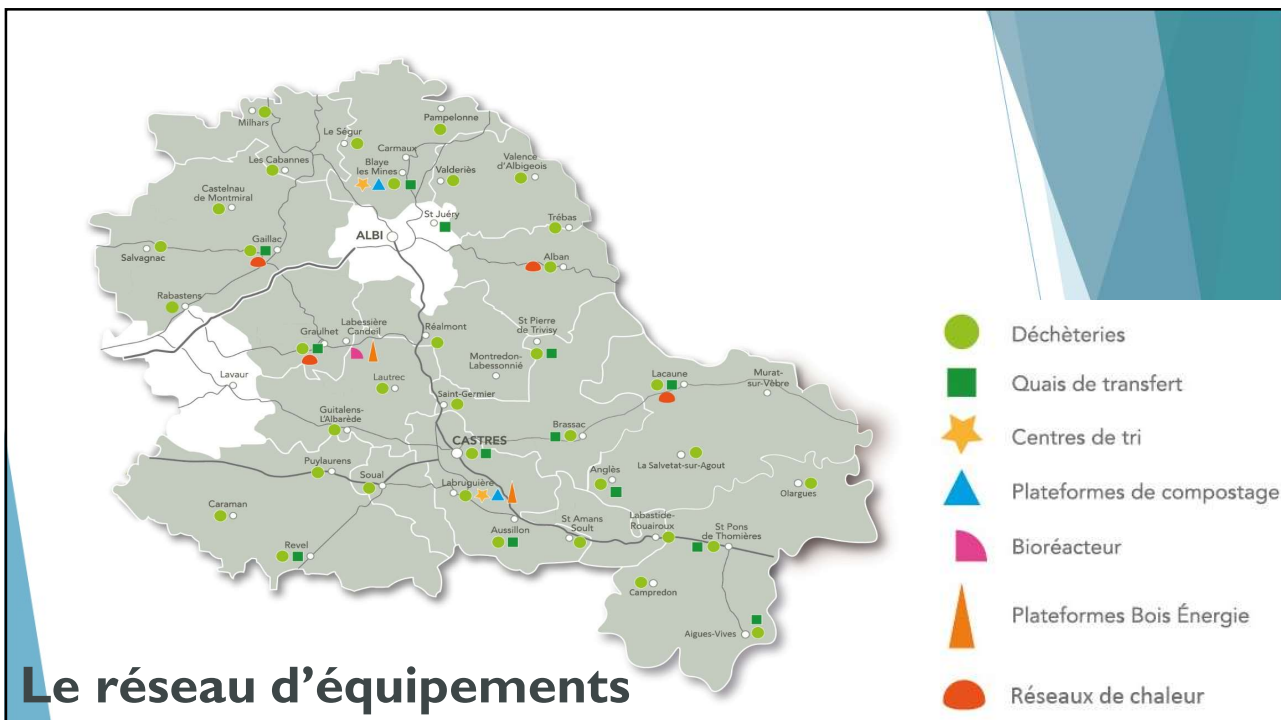 Milhars
Pampelonne
Le Ségur
Carmaux
Les Cabannes
Blaye
les Mines
Valderiès
Valence
d'Albigeois
Castelnau
de Montmiral
St Juéry
Trébas
ALBI
Gaillac
Salvagnac
Alban
Rabastens
Graulhet
Labessière
Candeil
Réalmont
St Pierre
de Trivisy
Montredon-
Labessonnié
Lavaur
Lautrec
Lacaune
Murat-
sur-Vèbre
Saint-Germier
Guitalens-
L'Albarède
Brassac
CASTRES
La Salvetat-sur-Agout
Puylaurens
Soual
Anglès
Olargues
Labruguière
Caraman
Aussillon
St Amans
Soult
Labastide-
Rouairoux
St Pons
de Thomières
Revel
Campredon
Aigues-Vives
Déchèteries
Quais de transfert
Centres de tri
Plateformes de compostage
Bioréacteur
Plateformes Bois Énergie
Réseaux de chaleur
Le réseau d'équipements